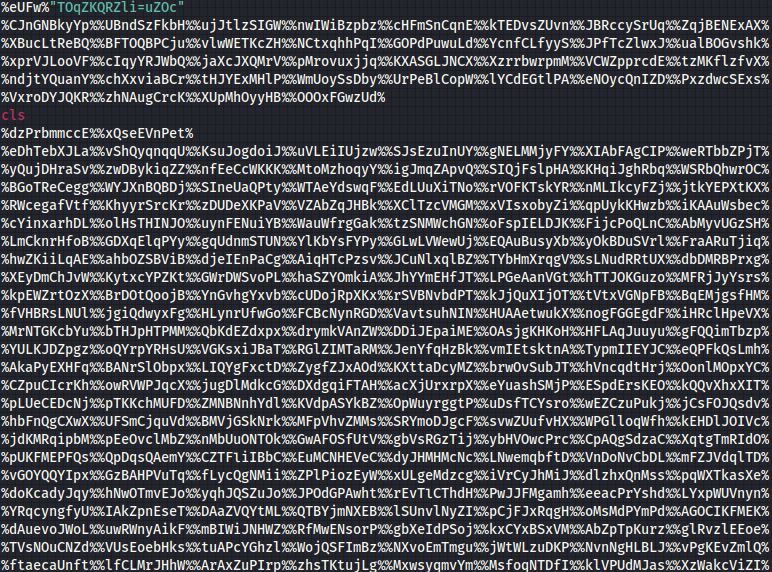 %eUFw%"TOqZKQRZli=uZOc"
%CJnGNBkyYp%%UBndSzFkbH%%ujJtlzSIGW%%nwIWiBzpbz%%cHFmSnCqnE%%kTEDvsZUvn%%JBRccySrUq%%ZqjBENExAX%
%XBucLtReBQ%%BFTOQBPCju%%vlwWETKcZH%%NCtxqhhPqI%%GOPdPuwuLd%%YcnfCLfyyS%%JPfTcZlwxJ%%ualBOGvshk%
%xprVJLooVF%%cIqyYRJWbQ%%jaXcJXQMrV%%pMrovuxjjq%%KXASGLJNCX%%XzrrbwrpmM%%VCWZpprcdE%%tzMKflzfvX%
%ndjtYQuanY%%chXxviaBCr%%tHJYExMHlP%%WmUoySsDby%%UrPeBlCopW%%lYCdEGtlPA%%eNOycQnIZD%%PxzdwcSExs%
%VxroDYJQKR%%zhNAugCrcK%%XUpMhOyyHB%%OOOxFGwzUd%
cls
%dzPrbmmccE%%xQseEVnPet%
%eDhTebXJLa%%vShQyqnqqU%%KsuJogdoiJ%%uVLEiIUjzw%%SJsEzuInUY%%gNELMMjyFY%%XIAbFAgCIP%%weRTbbZPjT%
%yQujDHraSv%%zwDBykiqZZ%%nfEeCcWKKK%%MtoMzhoqyY%%igJmqZApvQ%%SIQjFslpHA%%KHqiJghRbq%%WSRbQhwrOC%
%BGoTReCegg%%WYJXnBQBDj%%SIneUaQPty%%WTAeYdswqF%%EdLUuXiTNo%%rVOFKTskYR%%nMLIkcyFZj%%jtkYEPXtKX%
%RWcegafVtf%%KhyyrSrcKr%%zDUDeXKPaV%%VZAbZqJHBk%%XClTzcVMGM%%xVIsxobyZi%%qpUykKHwzb%%iKAAuWsbec%
%cYinxarhDL%%olHsTHINJO%%uynFENuiYB%%WauWfrgGak%%tzSNMWchGN%%oFspIELDJK%%FijcPoQLnC%%AbMyvUGzSH%
%LmCknrHfoB%%GDXqElqPYy%%gqUdnmSTUN%%YlKbYsFYPy%%GLwLVWewUj%%EQAuBusyXb%%yOkBDuSVrl%%FraARuTjiq%
%hwZKiiLqAE%%ahbOZSBViB%%djeIEnPaCg%%AiqHTcPzsv%%JCuNlxqlBZ%%TYbHmXrqgV%%sLNudRRtUX%%dbDMRBPrxg%
%XEyDmChJvW%%KytxcYPZKt%%GWrDWSvoPL%%haSZYOmkiA%%JhYYmEHfJT%%LPGeAanVGt%%hTTJOKGuzo%%MFRjJyYsrs%
%kpEWZrtOzX%%BrDOtQoojB%%YnGvhgYxvb%%cUDojRpXKx%%rSVBNvbdPT%%kJjQuXIjOT%%tVtxVGNpFB%%BqEMjgsfHM%
%fVHBRsLNUl%%jgiQdwyxFg%%HLynrUfwGo%%FCBcNynRGD%%VavtsuhNIN%%HUAAetwukX%%nogFGGEgdF%%iHRclHpeVX%
%MrNTGKcbYu%%bTHJpHTPMM%%QbKdEZdxpx%%drymkVAnZW%%DDiJEpaiME%%OAsjgKHKoH%%HFLAqJuuyu%%gFQQimTbzp%
%YULKJDZpgz%%oQYrpYRHsU%%VGKsxiJBaT%%RGlZIMTaRM%%JenYfqHzBk%%vmIEtsktnA%%TypmIIEYJC%%eQPFkQsLmh%
%AkaPyEXHFq%%BANrSlObpx%%LIQYgFxctD%%ZygfZJxAOd%%KXttaDcyMZ%%brwOvSubJT%%hVncqdtHrj%%OonlMOpxYC%
%CZpuCIcrKh%%owRVWPJqcX%%jugDlMdkcG%%DXdgqiFTAH%%acXjUrxrpX%%eYuashSMjP%%ESpdErsKEO%%kQQvXhxXIT%
%pLUeCEDcNj%%pTKKchMUFD%%ZMNBNnhYdl%%KVdpASYkBZ%%OpWuyrggtP%%uDsfTCYsro%%wEZCzuPukj%%jCsFOJQsdv%
%hbFnQgCXwX%%UFSmCjquVd%%BMVjGSkNrk%%MFpVhvZMMs%%SRYmoDJgcF%%svwZUufvHX%%WPGlloqWfh%%kEHDlJOIVc%
%jdKMRqipbM%%pEeOvclMbZ%%nMbUuONTOk%%GwAFOSfUtV%%gbVsRGzTij%%ybHVOwcPrc%%CpAQgSdzaC%%XqtgTmRIdO%
%pUKFMEPFQs%%QpDqsQAemY%%CZTFliIBbC%%EuMCNHEVeC%%dyJHMHMcNc%%LNwemqbftD%%VnDoNvCbDL%%mFZJVdqlTD%
%vGOYQQYIpx%%GzBAHPVuTq%%fLycQgNMii%%ZPlPiozEyW%%xULgeMdzcg%%iVrCyJhMiJ%%dlzhxQnMss%%pqWXTkasXe%
%doKcadyJqy%%hNwOTmvEJo%%yqhJQSZuJo%%JPOdGPAwht%%rEvTlCThdH%%PwJJFMgamh%%eeacPrYshd%%LYxpWUVnyn%
%YRqcyngfyU%%IAkZpnEseT%%DAaZVQYtML%%QTBYjmNXEB%%lSUnvlNyZI%%pCjFJxRqgH%%oMsMdPYmPd%%AGOCIKFMEK%
%dAuevoJWoL%%uwRWnyAikF%%mBIWiJNHWZ%%RfMwENsorP%%gbXeIdPSoj%%kxCYxBSxVM%%AbZpTpKurz%%glRvzlEEoe%
%TVsNOuCNZd%%VUsEoebHks%%tuAPcYGhzl%%WojQSFImBz%%NXvoEmTmgu%%jWtWLzuDKP%%NvnNgHLBLJ%%vPgKEvZmlQ%
%ftaecaUnft%%lfCLMrJHhW%%ArAxZuPIrp%%zhsTKtujLg%%MxwsyqmvYm%%MsfoqNTDfI%%klVPUdMJas%%XzWakcViZI%